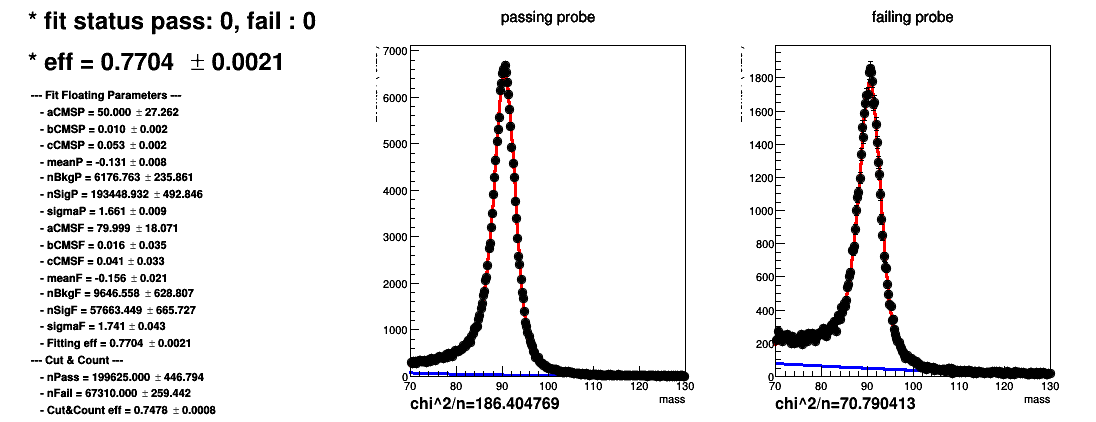 * fit status pass: 0, fail : 0
* eff = 0.7704 ± 0.0021
--- Fit Floating Parameters ---
- aCMSP = 50.000 ± 27.262
- bCMSP = 0.010 ± 0.002
- cCMSP = 0.053 ± 0.002
- meanP = -0.131 ± 0.008
- nBkgP = 6176.763 ± 235.861
- nSigP = 193448.932 ± 492.846
- sigmaP = 1.661 ± 0.009
- aCMSF = 79.999 ± 18.071
- bCMSF = 0.016 ± 0.035
- cCMSF = 0.041 ± 0.033
- meanF = -0.156 ± 0.021
- nBkgF = 9646.558 ± 628.807
- nSigF = 57663.449 ± 665.727
- sigmaF = 1.741 ± 0.043
- Fitting eff = 0.7704 ± 0.0021
--- Cut & Count ---
- nPass = 199625.000 ± 446.794
- nFail = 67310.000 ± 259.442
- Cut&Count eff = 0.7478 ± 0.0008
passing probe
7000
6000
5000
4000
3000
2000
1000
0
70 80 90 100 110 120 130
mass
chi^2/n=186.404769
failing probe
1800
1600
1400
1200
1000
800
600
400
200
0
70 80 90 100 110 120 130
mass
chi^2/n=70.790413